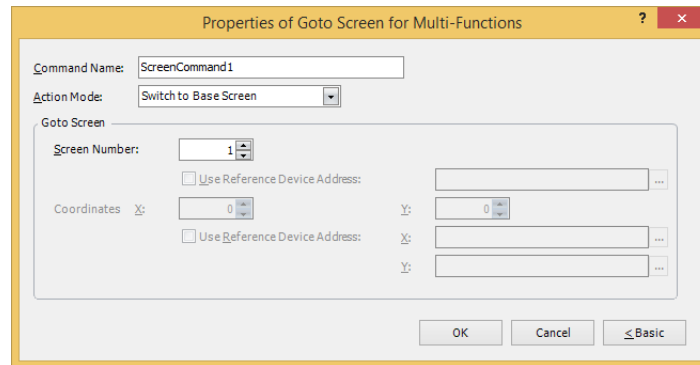 Properties of Goto Screen for Multi-Functions ? ×
Command Name: ScreenCommand1
Action Mode: Switch to Base Screen
Goto Screen
Screen Number: 1
Use Reference Device Address: ...
Coordinates X: 0 Y: 0
Use Reference Device Address: X: ...
Y: ...
OK Cancel < Basic